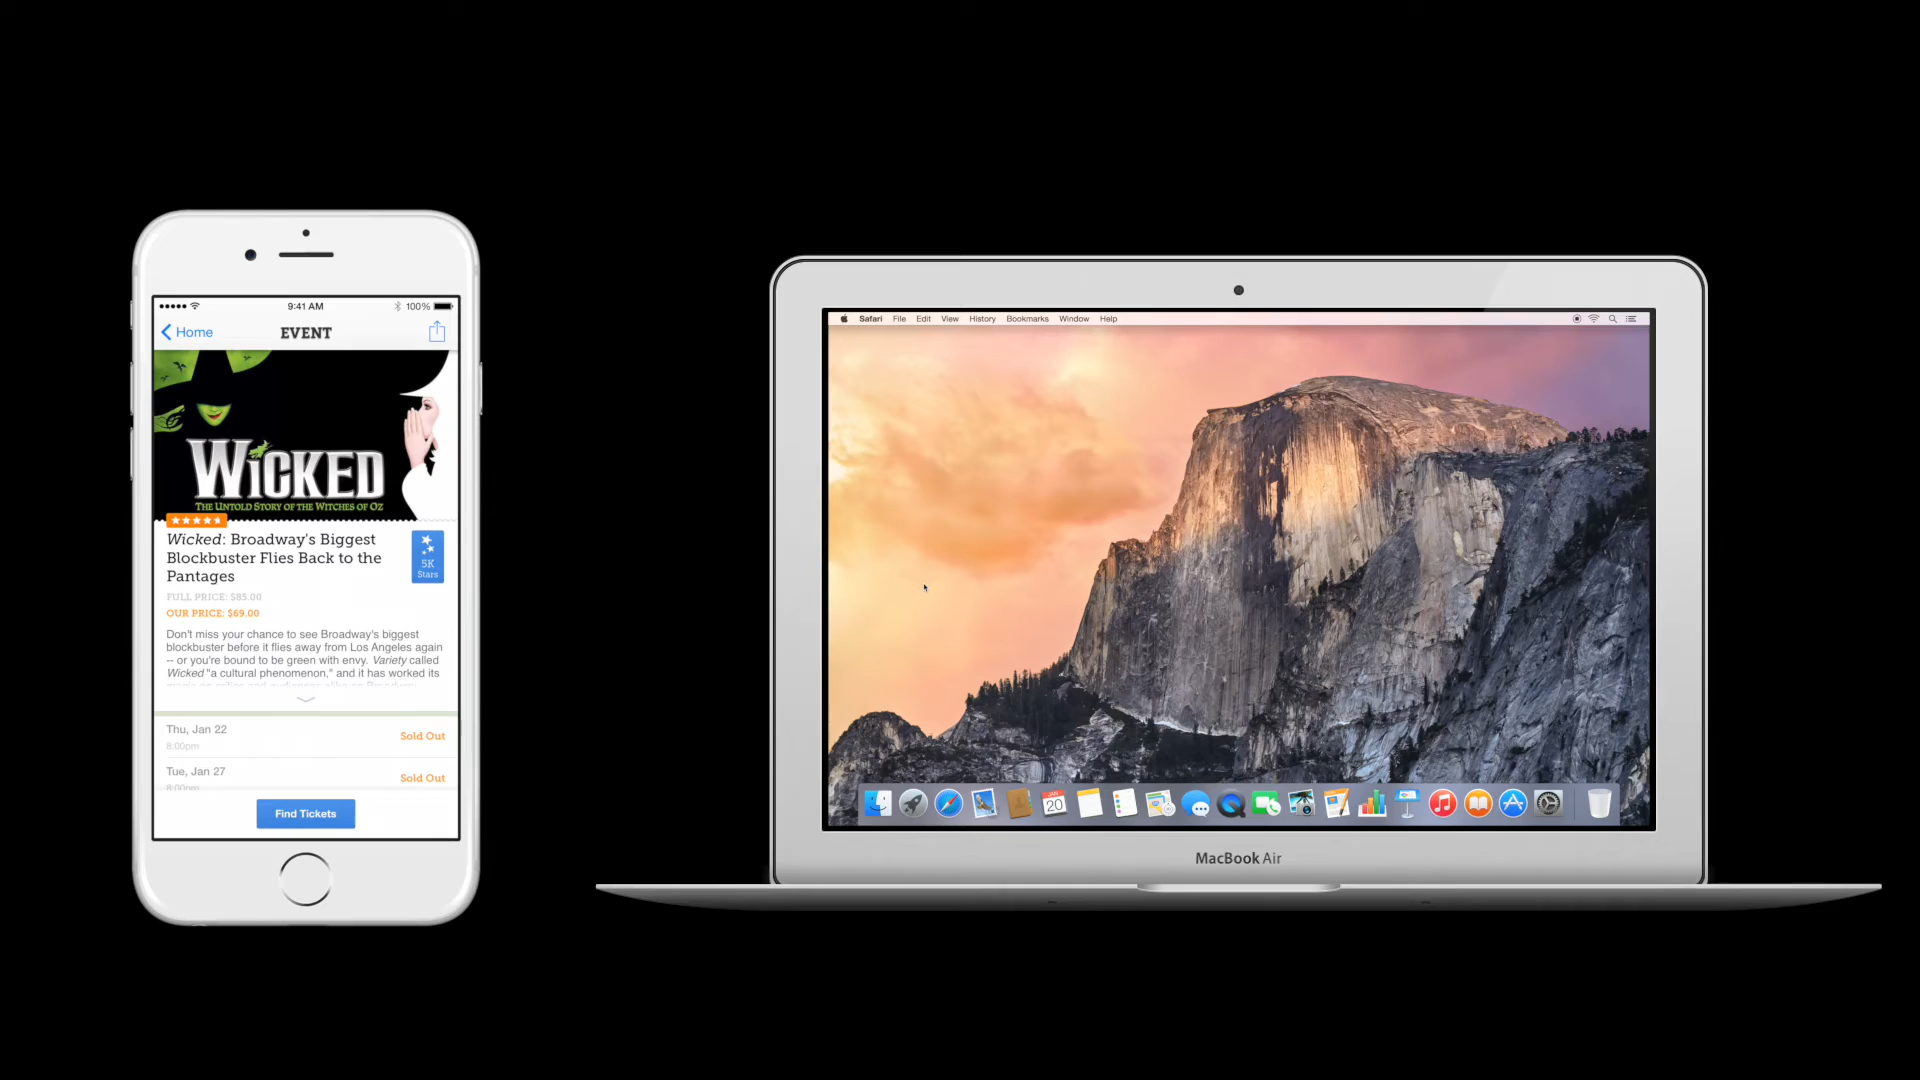 9:41 AM
100%
Home
EVENT
WICKED
THE UNTOLD STORY OF THE WITCHES OF OZ
Wicked: Broadway's Biggest
Blockbuster Flies Back to the
Pantages
5K
Stars
FULL PRICE: $85.00
OUR PRICE: $69.00
Don't miss your chance to see Broadway's biggest
blockbuster before it flies away from Los Angeles again
-- or you're bound to be green with envy. Variety called
Wicked "a cultural phenomenon," and it has worked its
Thu, Jan 22
8:00pm
Sold Out
Tue, Jan 27
8:00pm
Sold Out
Find Tickets
Safari File Edit View History Bookmarks Window Help
JAN
20
MacBook Air